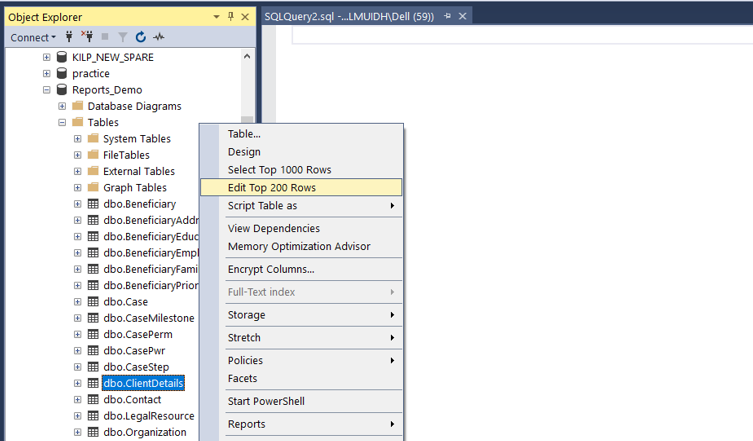 Object Explorer
SQLQuery2.sql -...LMUIDH\Dell (59))
Connect
KILP_NEW_SPARE
practice
Reports_Demo
Database Diagrams
Tables
System Tables
FileTables
External Tables
Graph Tables
dbo.Beneficiary
dbo.BeneficiaryAddr
dbo.BeneficiaryEduc
dbo.BeneficiaryEmpl
dbo.BeneficiaryFamil
dbo.BeneficiaryPrior
dbo.Case
dbo.CaseMilestone
dbo.CasePerm
dbo.CasePwr
dbo.CaseStep
dbo.ClientDetails
dbo.Contact
dbo.LegalResource
dbo.Organization
Table...
Design
Select Top 1000 Rows
Edit Top 200 Rows
Script Table as
View Dependencies
Memory Optimization Advisor
Encrypt Columns...
Full-Text index
Storage
Stretch
Policies
Facets
Start PowerShell
Reports